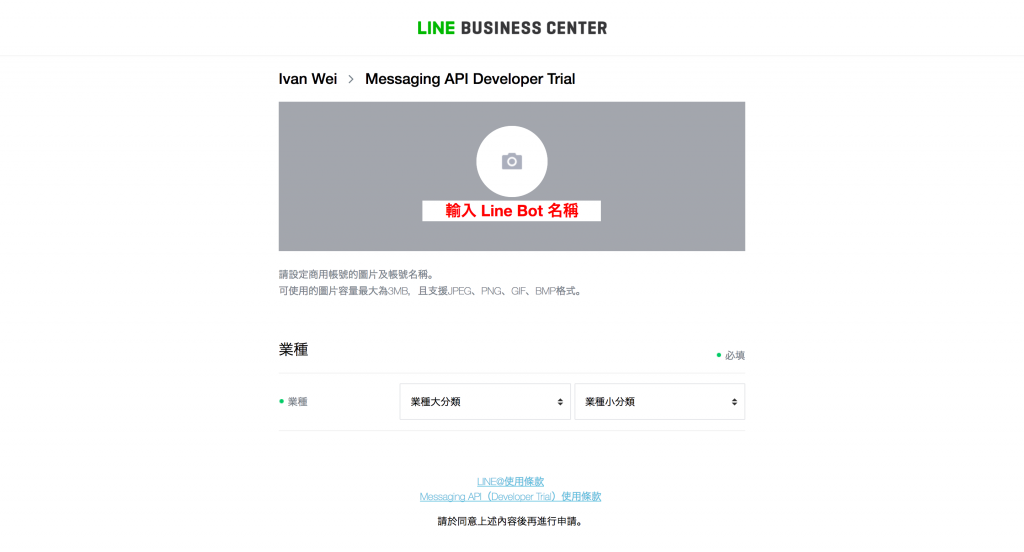 LINE BUSINESS CENTER
Ivan Wei > Messaging API Developer Trial
輸入 Line Bot 名稱
請設定商用帳號的圖片及帳號名稱。
可使用的圖片容量最大為3MB，且支援JPEG、PNG、GIF、BMP格式。
業種
必填
業種 業種大分類 業種小分類
LINE@使用條款
Messaging API（Developer Trial）使用條款
請於同意上述內容後再進行申請。